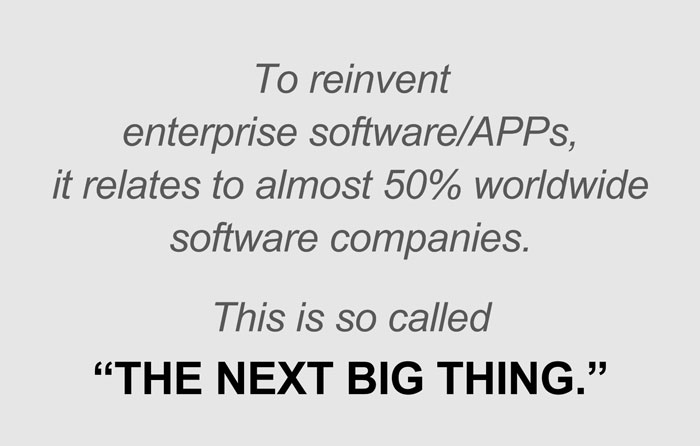 To reinvent
enterprise software/APPs,
it relates to almost 50% worldwide
software companies.
This is so called
“THE NEXT BIG THING.”